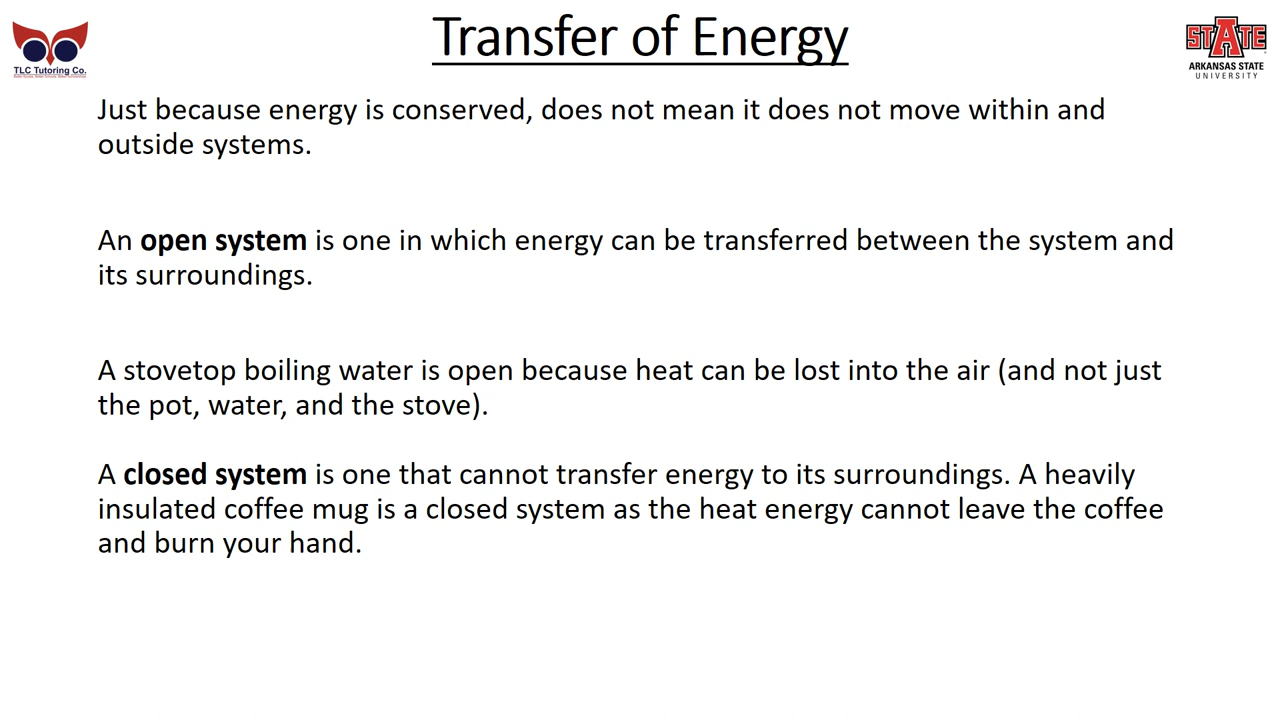 Transfer of Energy
TLC Tutoring Co.
STATE
ARKANSAS STATE
UNIVERSITY
Just because energy is conserved, does not mean it does not move within and
outside systems.
An open system is one in which energy can be transferred between the system and
its surroundings.
A stovetop boiling water is open because heat can be lost into the air (and not just
the pot, water, and the stove).
A closed system is one that cannot transfer energy to its surroundings. A heavily
insulated coffee mug is a closed system as the heat energy cannot leave the coffee
and burn your hand.